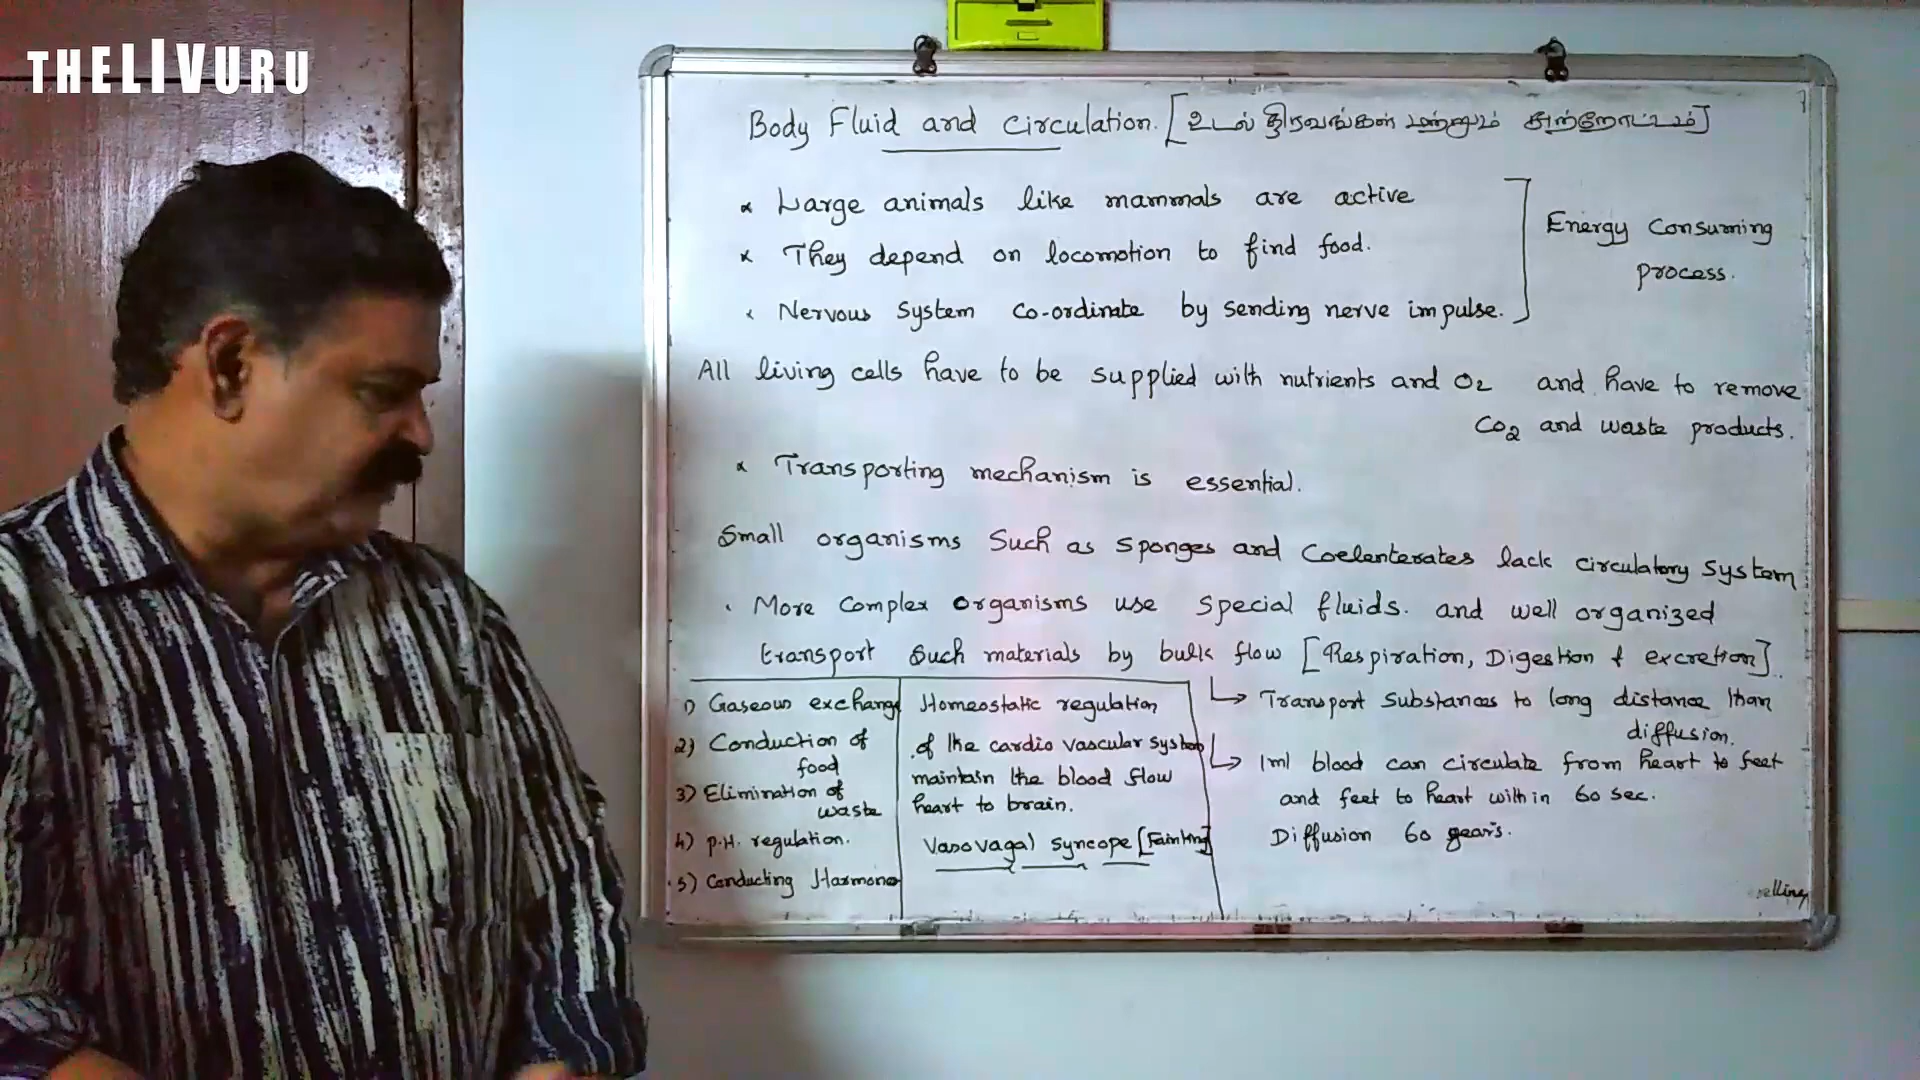 THELIVURU
Body Fluid and Circulation. [உடல் திரவங்கள் மற்றும் சுற்றோட்டம்]
× Large animals like mammals are active
× They depend on locomotion to find food.
× Nervous System Co-ordinate by sending nerve impulse.
Energy Consuming
process.
All living cells have to be supplied with nutrients and O2 and have to remove
CO2 and waste products.
× Transporting mechanism is essential.
Small organisms Such as Sponges and Coelenterates lack circulatory System
• More Complex organisms use Special fluids. and well organized
transport Such materials by bulk flow [Respiration, Digestion & excretion].
1) Gaseous exchang
2) Conduction of
food
3) Elimination of
waste
4) p.H. regulation.
5) Conducting Harmone
Homeostatic regulation
of the cardio vascular system
maintain the blood flow
heart to brain.
Vasovagal syncope [Fainting]
→ Transport Substances to long distance than
diffusion.
→ 1ml blood can circulate from heart to feet
and feet to heart with in 60 sec.
Diffusion 60 years.